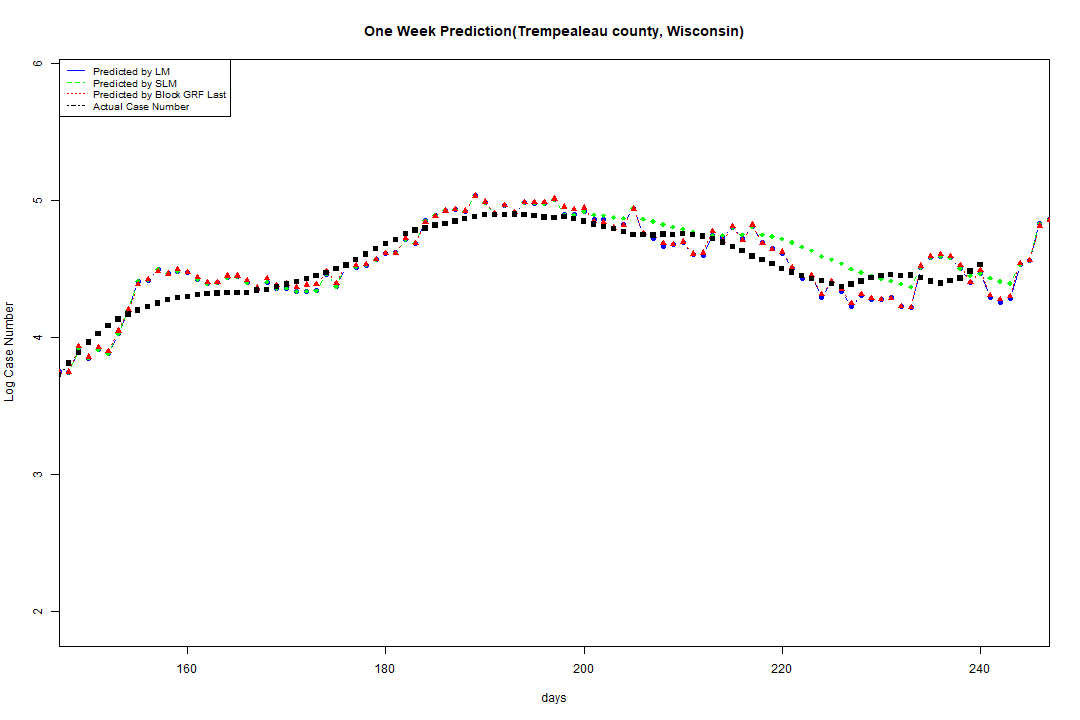 One Week Prediction(Trempealeau county, Wisconsin)
Predicted by LM
Predicted by SLM
Predicted by Block GRF Last
Actual Case Number
6
5
4
3
2
Log Case Number
160 180 200 220 240
days